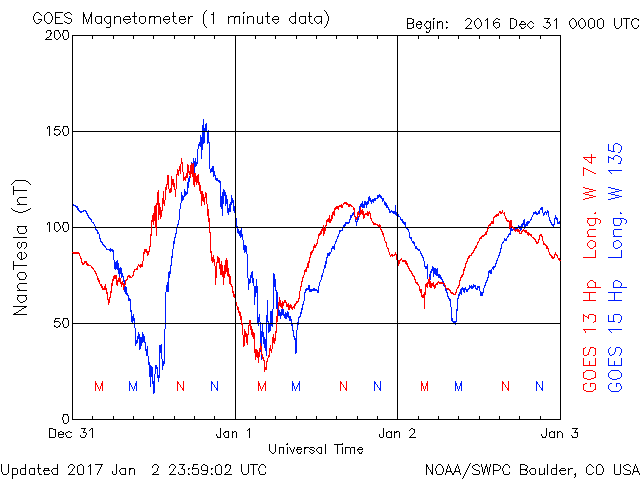 GOES Magnetometer (1 minute data)
Begin: 2016 Dec 31 0000 UTC
200
150
100
50
0
NanoTesla (nT)
M M N N M M N N M M N N
Dec 31 Jan 1 Jan 2 Jan 3
Universal Time
GOES 13 Hp Long. W 74
GOES 15 Hp Long. W 135
Updated 2017 Jan 2 23:59:02 UTC
NOAA/SWPC Boulder, CO USA